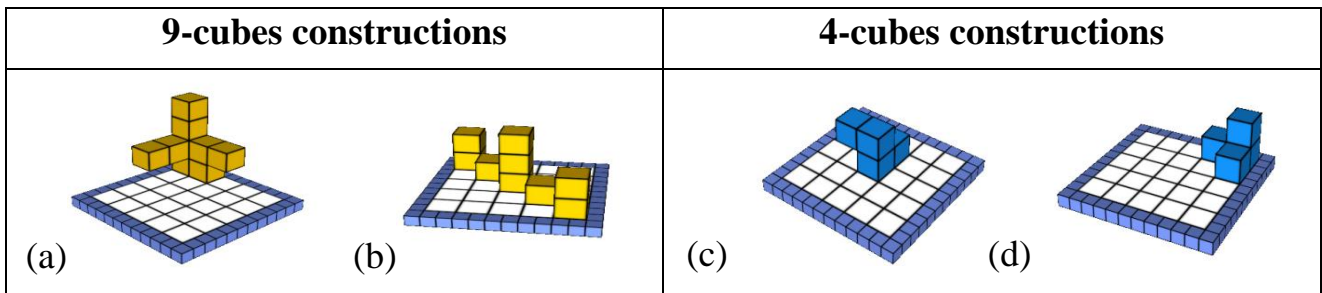 9-cubes constructions
4-cubes constructions
(a)
(b)
(c)
(d)